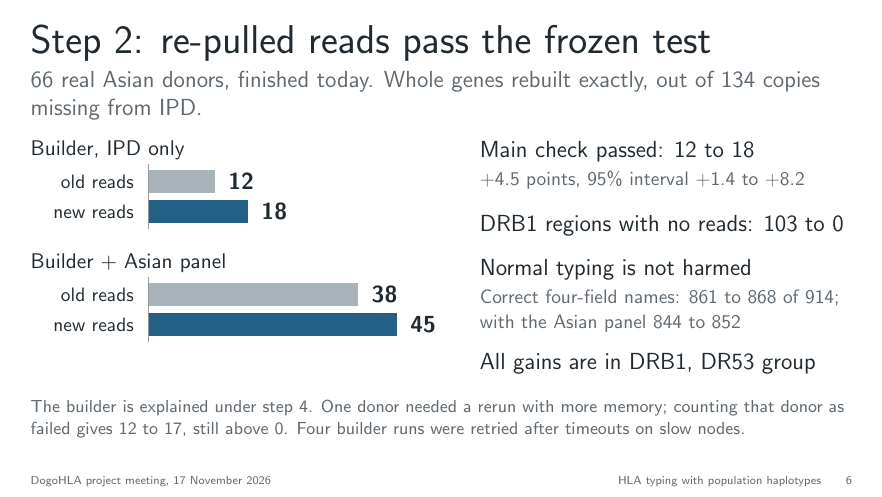 Step 2: re-pulled reads pass the frozen test
66 real Asian donors, finished today. Whole genes rebuilt exactly, out of 134 copies
missing from IPD.
Builder, IPD only
old reads 12
new reads 18
Builder + Asian panel
old reads 38
new reads 45
Main check passed: 12 to 18
+4.5 points, 95% interval +1.4 to +8.2
DRB1 regions with no reads: 103 to 0
Normal typing is not harmed
Correct four-field names: 861 to 868 of 914;
with the Asian panel 844 to 852
All gains are in DRB1, DR53 group
The builder is explained under step 4. One donor needed a rerun with more memory; counting that donor as
failed gives 12 to 17, still above 0. Four builder runs were retried after timeouts on slow nodes.
DogoHLA project meeting, 17 November 2026
HLA typing with population haplotypes 6